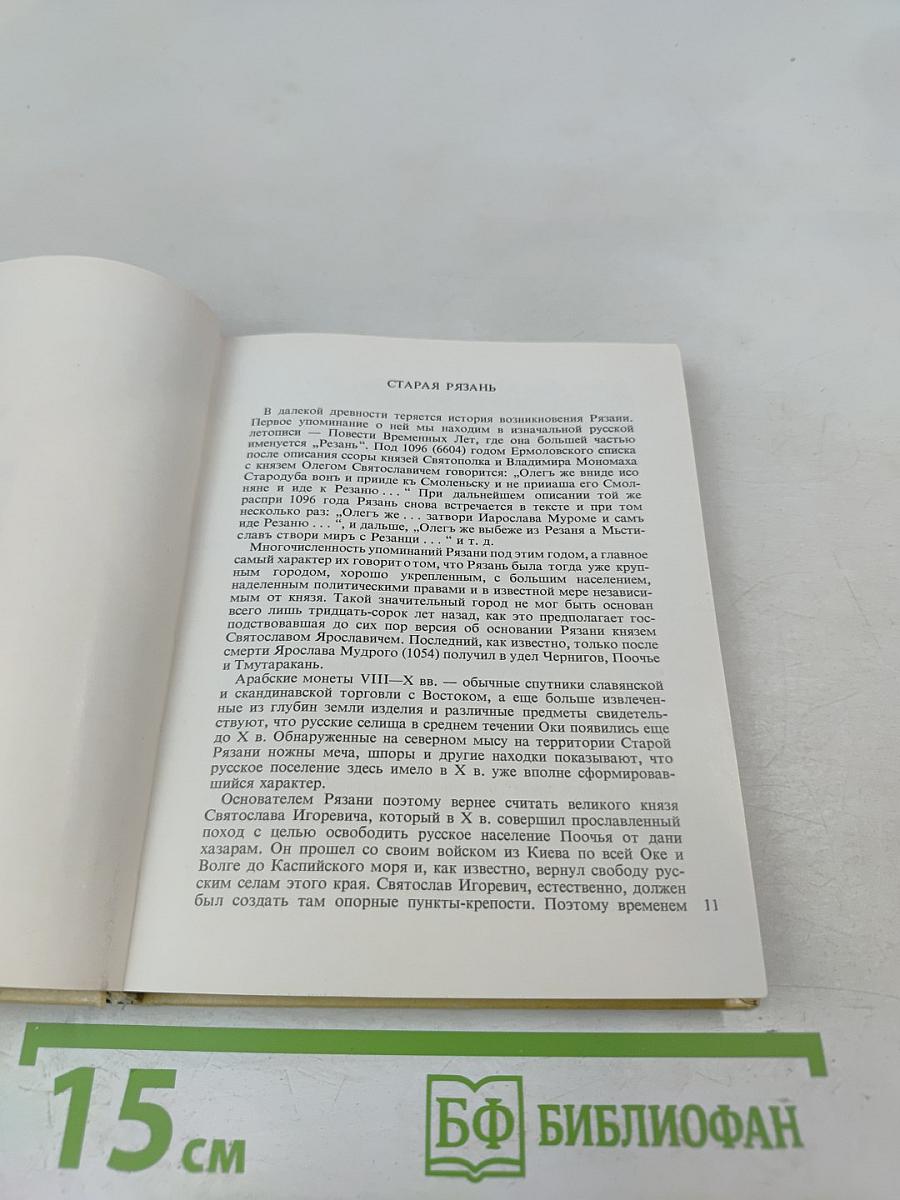 СТАРАЯ РЯЗАНЬ
В далекой древности теряется история возникновения Рязани.
Первое упоминание о ней мы находим в изначальной русской
летописи — Повести Временных Лет, где она большей частью
именуется „Резань“. Под 1096 (6604) годом Ермоловского списка
после описания ссоры князей Святополка и Владимира Мономаха
с князем Олегом Святославичем говорится: „Олегъ же вниде исо
Стародуба вонъ и прииде къ Смоленьску и не прииаша его Смол-
няне и иде к Резаню . . . “ При дальнейшем описании той же
распри 1096 года Рязань снова встречается в тексте и при том
несколько раз: „Олегъ же . . . затвори Иарослава Муроме и самъ
иде Резаню . . . “, и дальше, „Олегъ же выбеже из Резаня а Мьсти-
славъ створи миръ с Резанци . . . “ и т. д.
Многочисленность упоминаний Рязани под этим годом, а главное
самый характер их говорит о том, что Рязань была тогда уже круп-
ным городом, хорошо укрепленным, с большим населением,
наделенным политическими правами и в известной мере независи-
мым от князя. Такой значительный город не мог быть основан
всего лишь тридцать-сорок лет назад, как это предполагает гос-
подствовавшая до сих пор версия об основании Рязани князем
Святославом Ярославичем. Последний, как известно, только после
смерти Ярослава Мудрого (1054) получил в удел Чернигов, Поочье
и Тмутаракань.
Арабские монеты VIII—X вв. — обычные спутники славянской
и скандинавской торговли с Востоком, а еще больше извлечен-
ные из глубин земли изделия и различные предметы свидетель-
ствуют, что русские селища в среднем течении Оки появились еще
до X в. Обнаруженные на северном мысу на территории Старой
Рязани ножны меча, шпоры и другие находки показывают, что
русское поселение здесь имело в X в. уже вполне сформировав-
шийся характер.
Основателем Рязани поэтому вернее считать великого князя
Святослава Игоревича, который в X в. совершил прославленный
поход с целью освободить русское население Поочья от дани
хазарам. Он прошел со своим войском из Киева по всей Оке и
Волге до Каспийского моря и, как известно, вернул свободу рус-
ским селам этого края. Святослав Игоревич, естественно, должен
был создать там опорные пункты-крепости. Поэтому временем 11
15 см
БФ БИБЛИОФАН